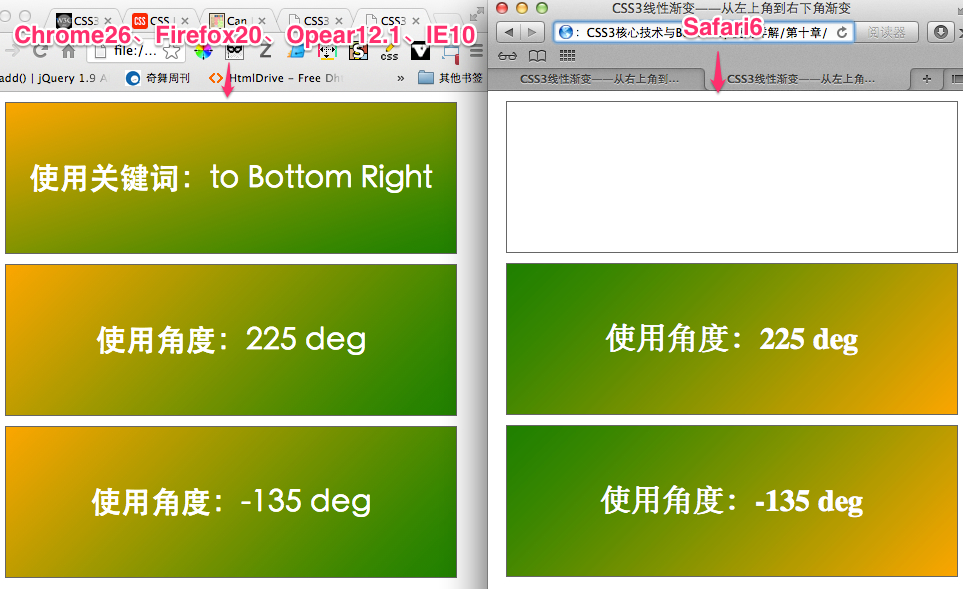 CSS3
CSS
Can
CSS3
CSS3
Chrome26、Firefox20、Opear12.1、IE10
file:/...
css
add() | jQuery 1.9
奇舞周刊
HtmlDrive - Free
»
其他书签
使用关键词：to Bottom Right
使用角度：225 deg
使用角度：-135 deg
CSS3线性渐变——从左上角到右下角渐变
Safari6
: CSS3核心技术与
解/第十章/
阅读器
CSS3线性渐变——从右上角到...
CSS3线性渐变——从左上角...
使用角度：225 deg
使用角度：-135 deg